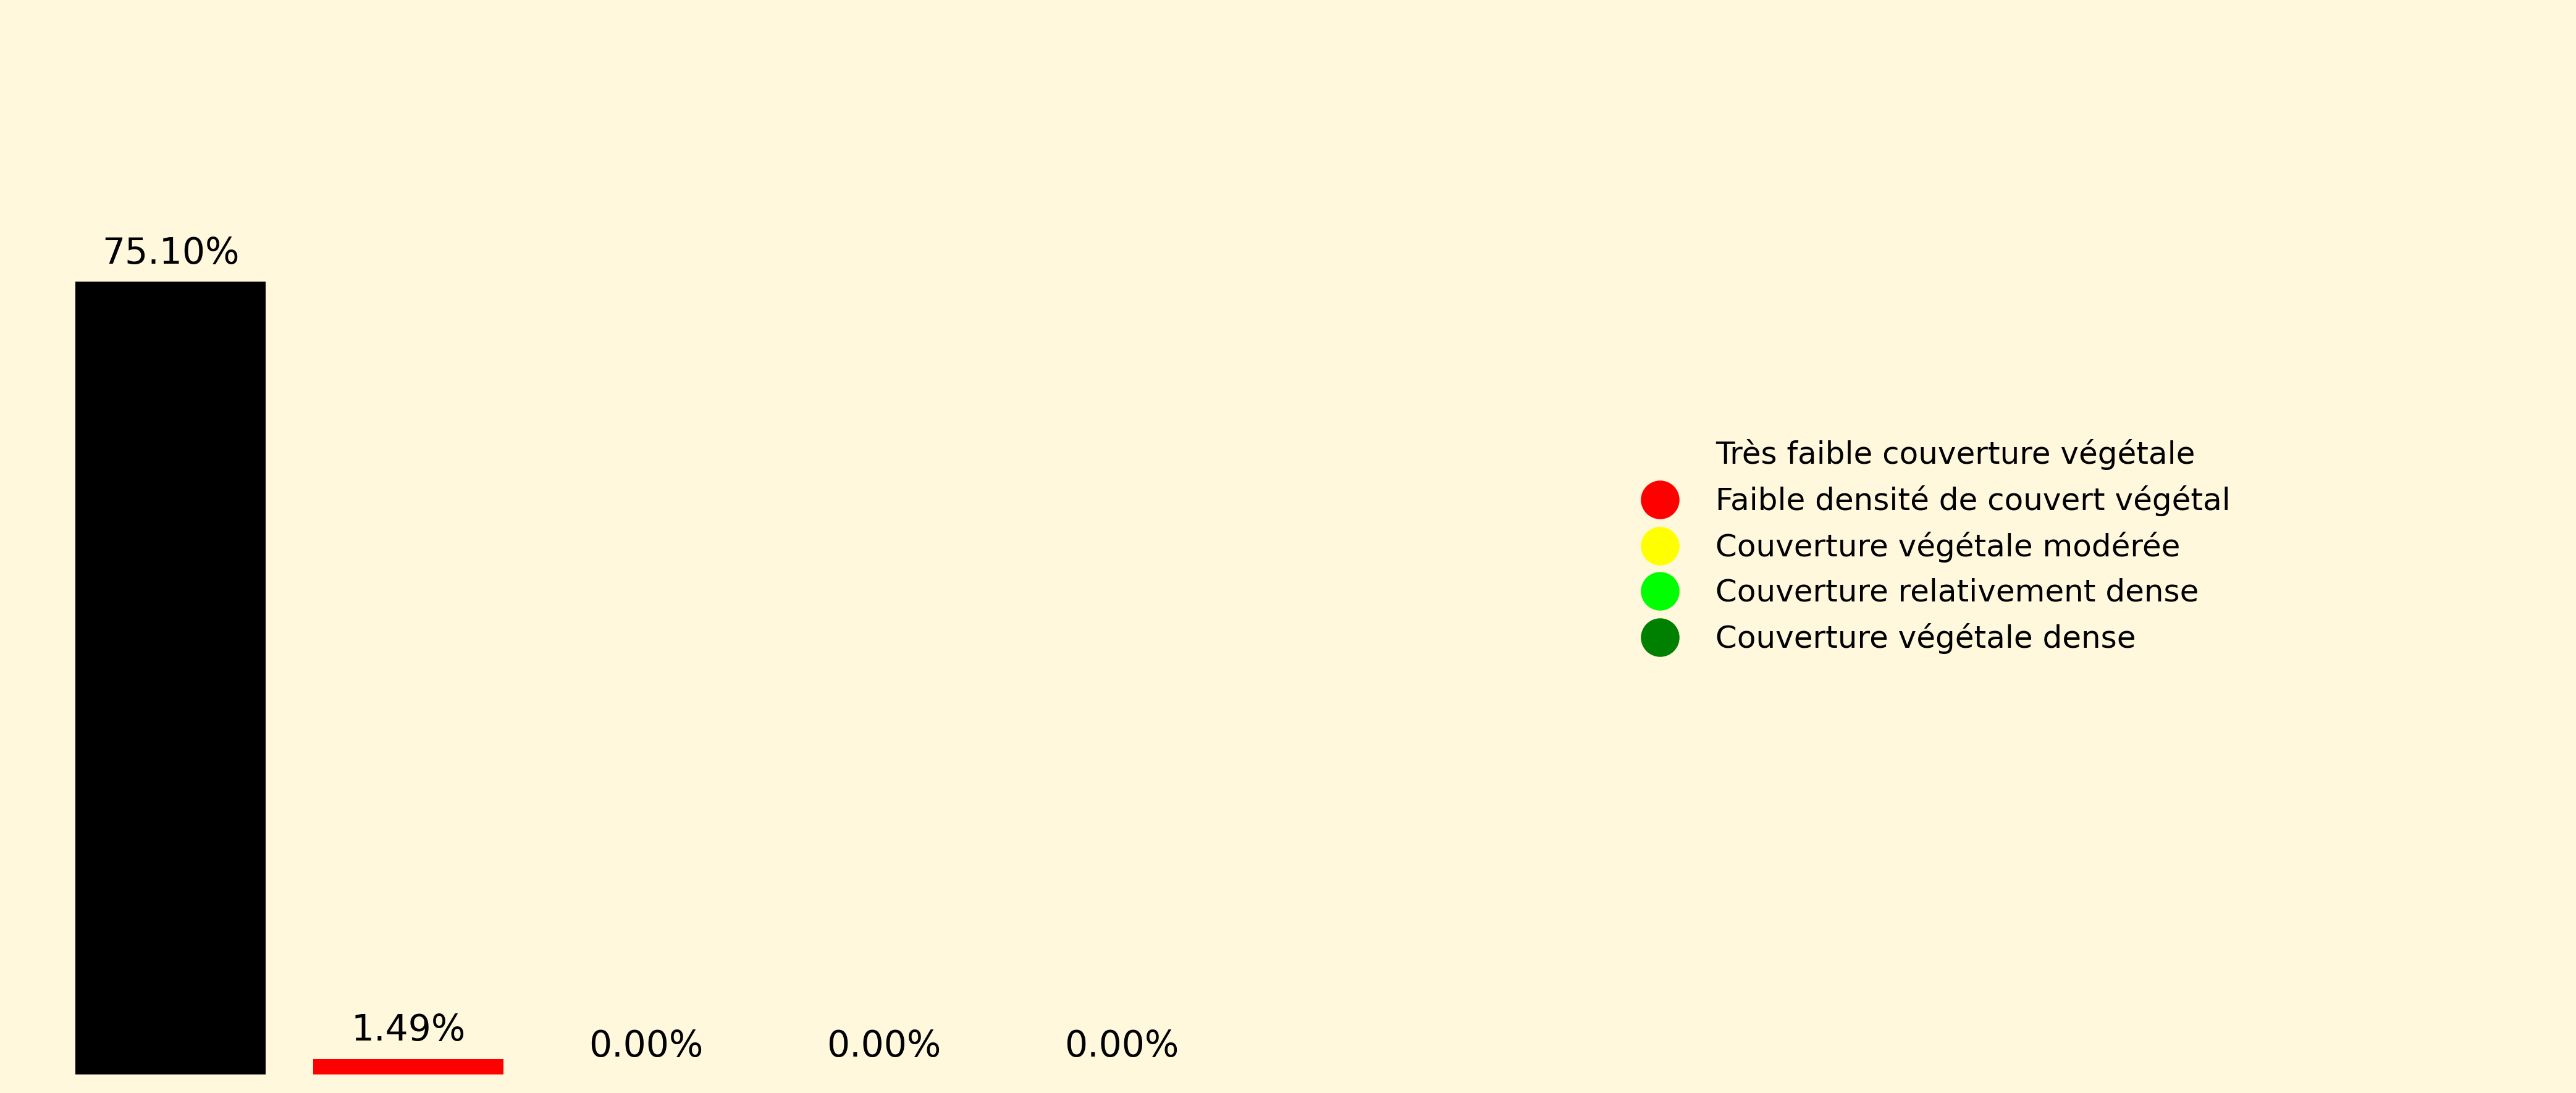 75.10%
1.49%
0.00%
0.00%
0.00%
Très faible couverture végétale
Faible densité de couvert végétal
Couverture végétale modérée
Couverture relativement dense
Couverture végétale dense